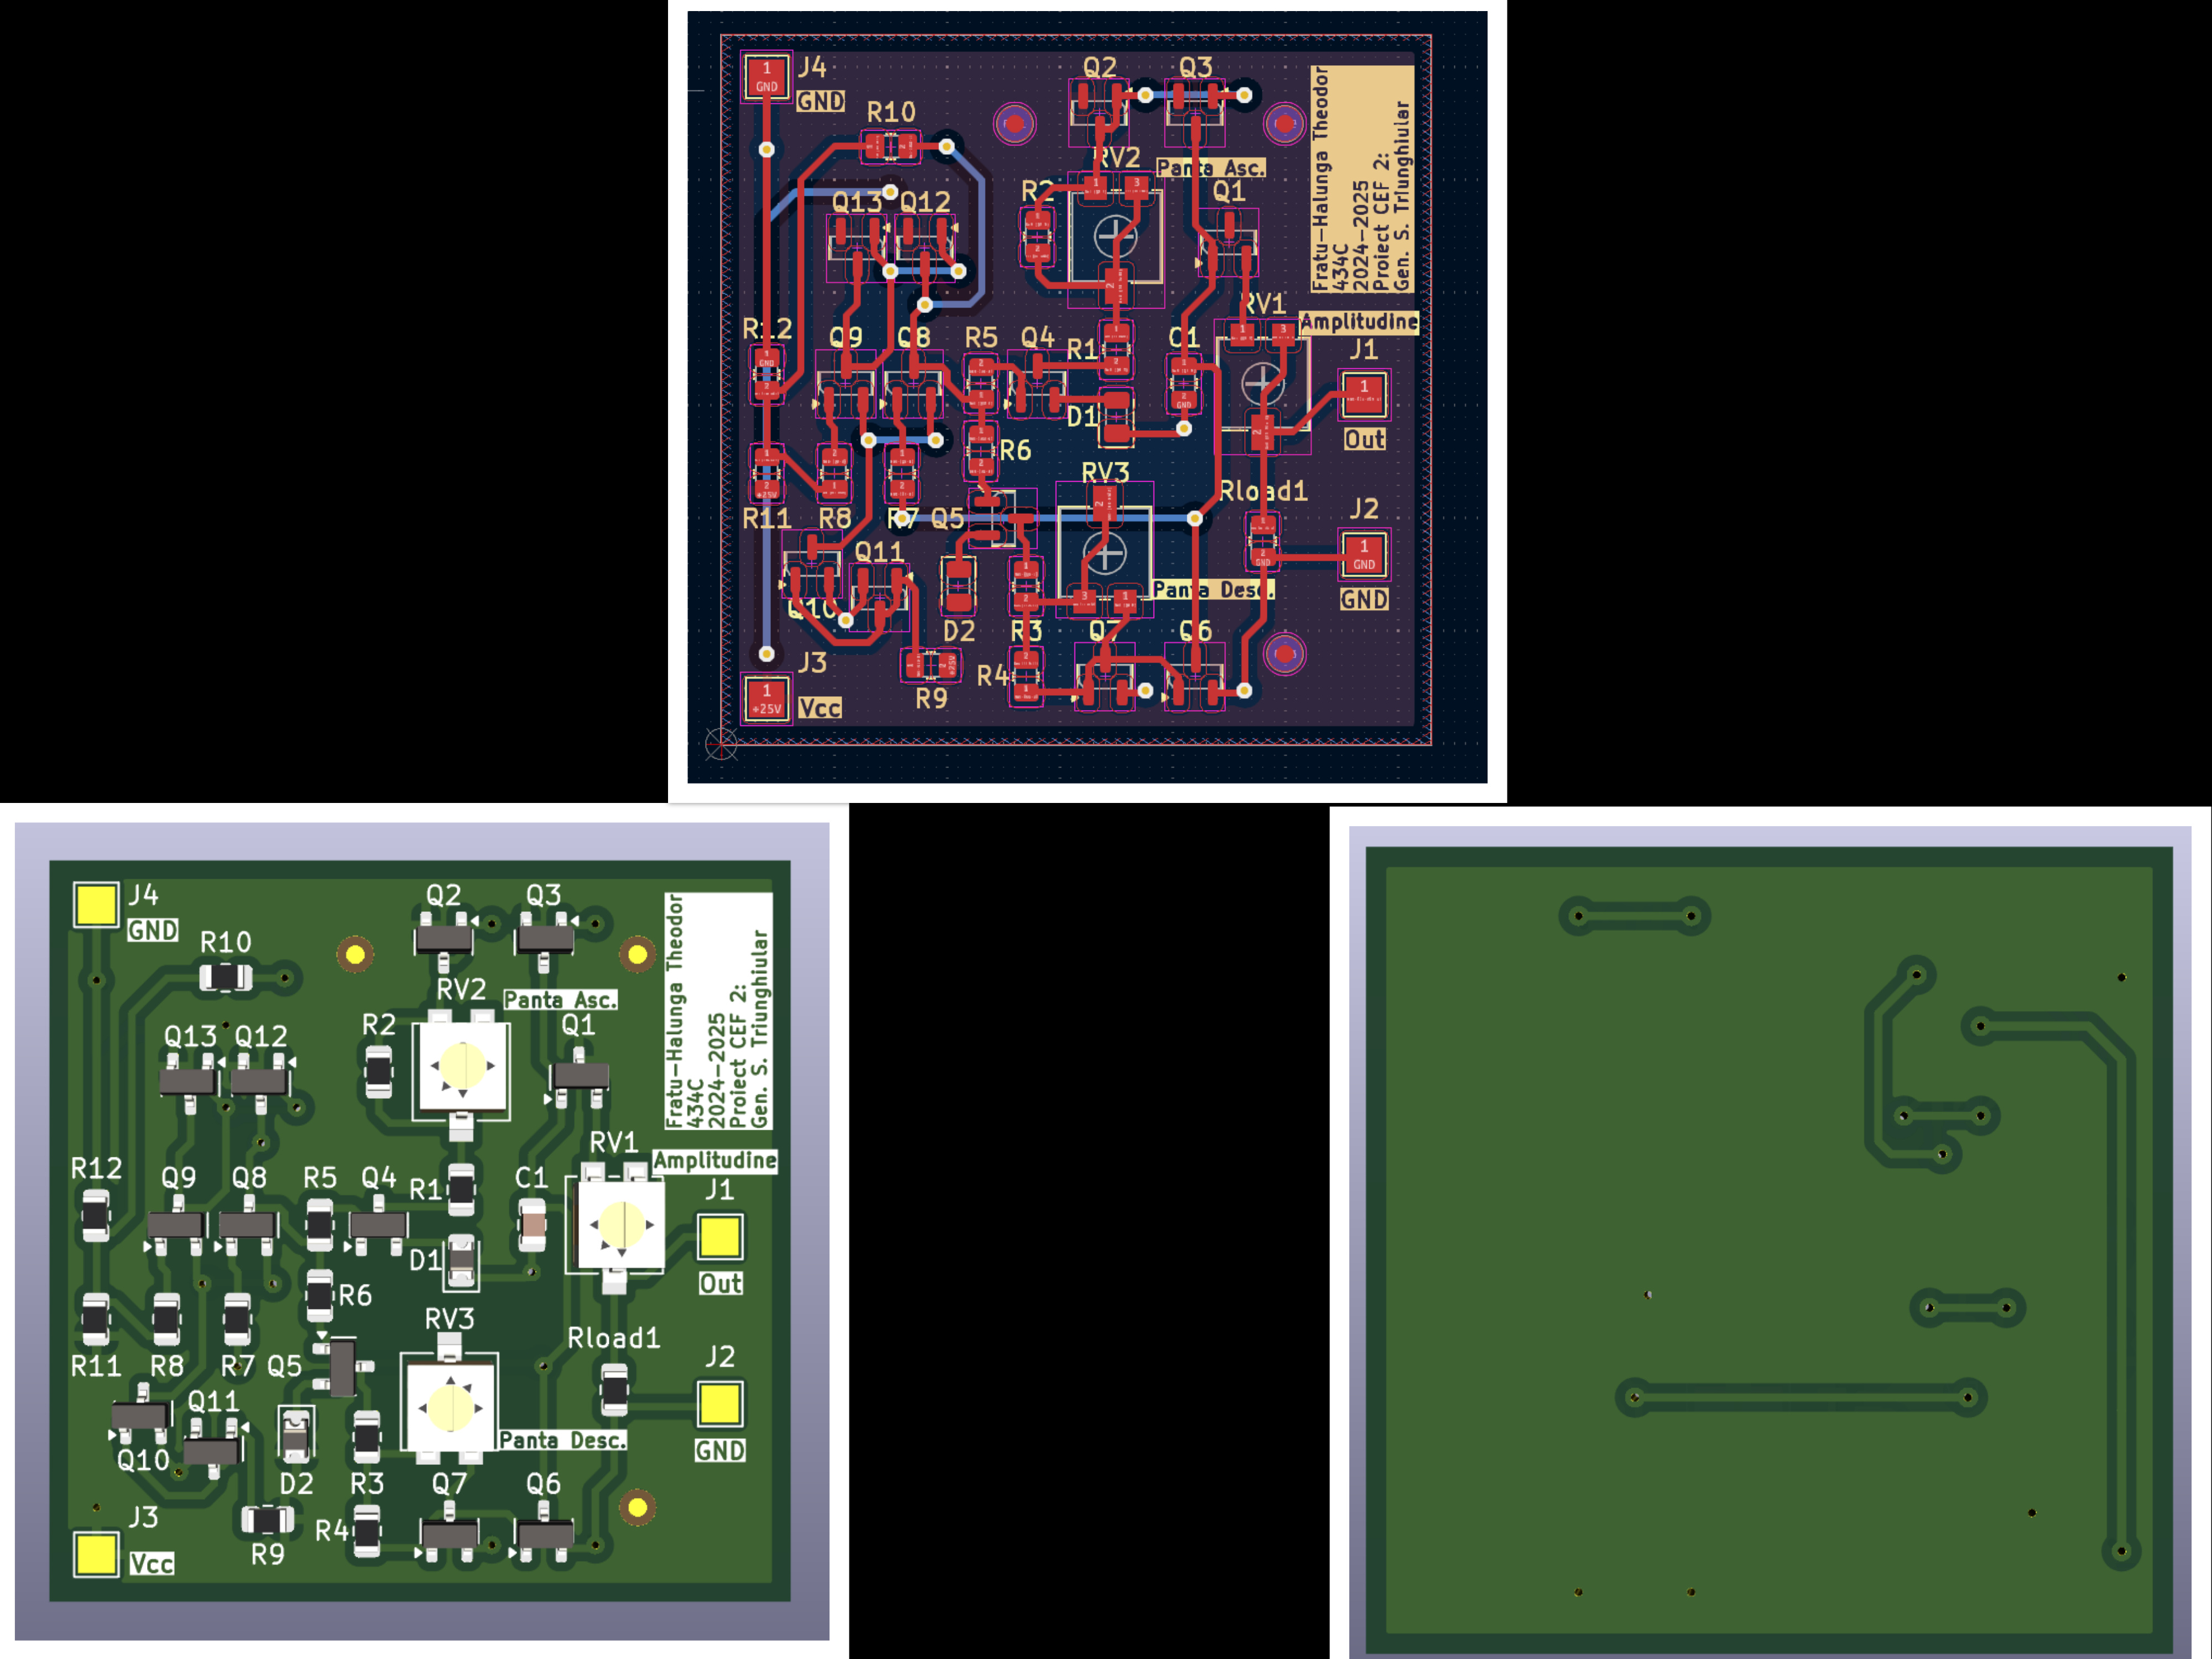 J4
GND
1
GND
Q2
Q3
R10
RV2
Panta Asc.
Q1
R2
Q13
Q12
Fratu-Halunga Theodor
434C
2024-2025
Proiect CEF 2:
Gen. S. Triunghiular
RV1
Amplitudine
J1
1
Out
R12
Q9
Q8
R5
Q4
R1
C1
D1
R6
RV3
Rload1
J2
1
GND
GND
R11
R8
R7
Q5
Q11
Q10
Panta Desc.
D2
R3
Q7
Q6
J3
R4
R9
1
+25V
Vcc
J4
GND
Q2
Q3
R10
RV2
Panta Asc.
R2
Q1
Q13
Q12
Fratu-Halunga Theodor
434C
2024-2025
Proiect CEF 2:
Gen. S. Triunghiular
RV1
Amplitudine
R12
Q9
Q8
R5
Q4
R1
C1
J1
D1
Out
R6
RV3
Rload1
J2
R11
R8
R7
Q5
Q11
Panta Desc.
GND
Q10
D2
R3
Q7
Q6
J3
R4
R9
Vcc